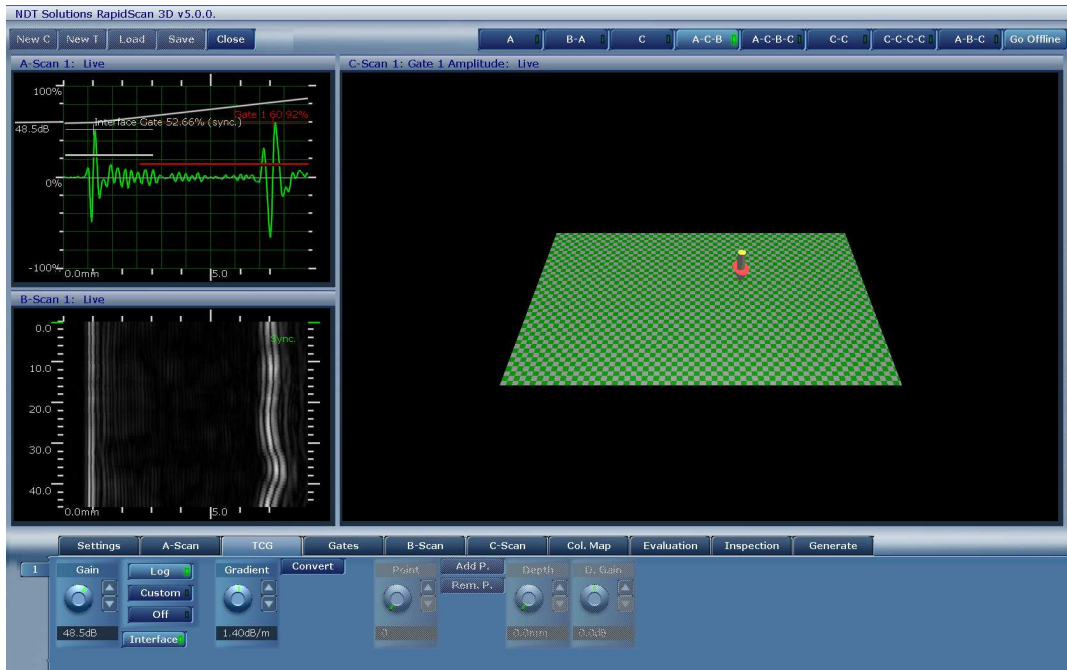 NDT Solutions RapidScan 3D v5.0.0.
New C New T Load Save Close A B-A C A-C-B A-C-B-C C-C C-C-C-C A-B-C Go Offline
A-Scan 1: Live
100%
48.5dB
Interface Gate 52.66% (sync.)
Gate 1 60.92%
0%
-100%
0.0mm 5.0
C-Scan 1: Gate 1 Amplitude: Live
B-Scan 1: Live
0.0
Sync.
10.0
20.0
30.0
40.0
0.0mm 5.0
Settings A-Scan TCG Gates B-Scan C-Scan Col. Map Evaluation Inspection Generate
1 Gain Log Gradient Convert Point Add P. Depth D. Gain
Custom Rem. P.
Off
48.5dB 1.40dB/m 0 0.0mm 0.0dB
Interface